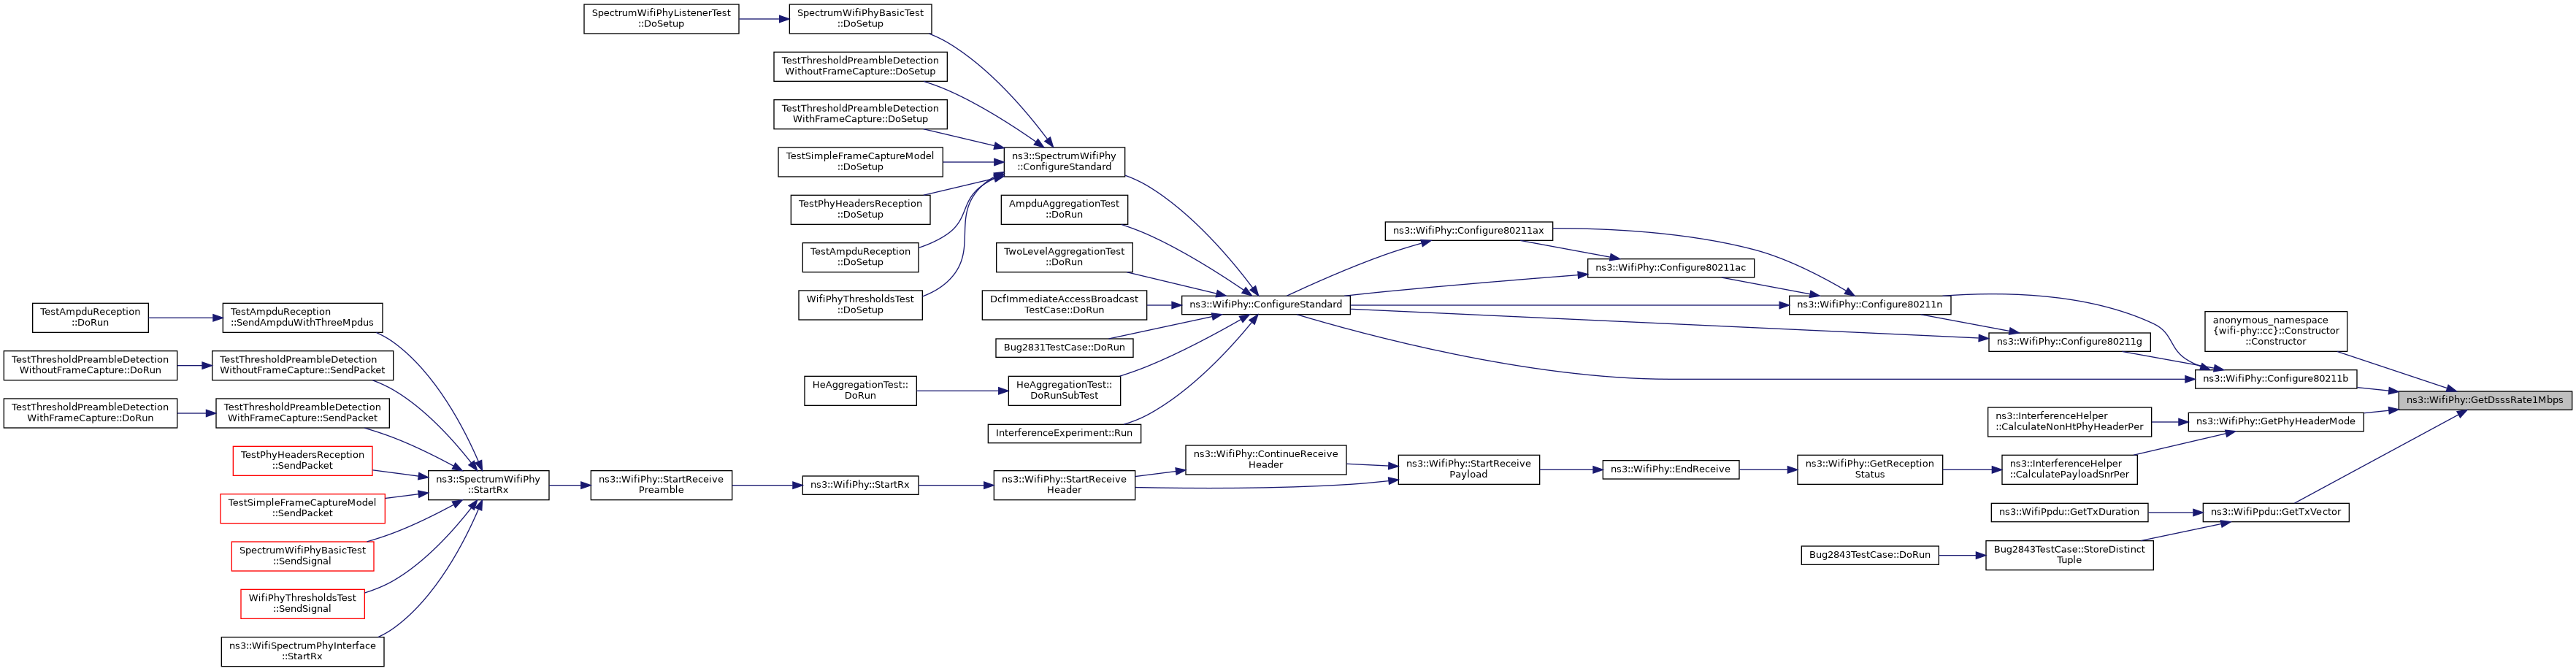 SpectrumWifiPhyListenerTest
::DoSetup
SpectrumWifiPhyBasicTest
::DoSetup
TestThresholdPreambleDetection
WithoutFrameCapture::DoSetup
TestThresholdPreambleDetection
WithFrameCapture::DoSetup
TestSimpleFrameCaptureModel
::DoSetup
TestPhyHeadersReception
::DoSetup
TestAmpduReception
::DoSetup
WifiPhyThresholdsTest
::DoSetup
ns3::SpectrumWifiPhy
::ConfigureStandard
AmpduAggregationTest
::DoRun
TwoLevelAggregationTest
::DoRun
DcfImmediateAccessBroadcast
TestCase::DoRun
Bug2831TestCase::DoRun
HeAggregationTest::
DoRun
HeAggregationTest::
DoRunSubTest
InterferenceExperiment::Run
ns3::WifiPhy::ConfigureStandard
ns3::WifiPhy::Configure80211ax
ns3::WifiPhy::Configure80211ac
ns3::WifiPhy::Configure80211n
ns3::WifiPhy::Configure80211g
ns3::WifiPhy::Configure80211b
anonymous_namespace
{wifi-phy::cc}::Constructor
::Constructor
ns3::WifiPhy::GetDsssRate1Mbps
ns3::WifiPhy::GetPhyHeaderMode
ns3::InterferenceHelper
::CalculateNonHtPhyHeaderPer
ns3::InterferenceHelper
::CalculatePayloadSnrPer
ns3::WifiPhy::GetReception
Status
ns3::WifiPhy::EndReceive
ns3::WifiPhy::StartReceive
Payload
ns3::WifiPhy::ContinueReceive
Header
ns3::WifiPhy::StartReceive
Header
ns3::WifiPhy::StartRx
ns3::WifiPhy::StartReceive
Preamble
ns3::SpectrumWifiPhy
::StartRx
TestAmpduReception
::DoRun
TestAmpduReception
::SendAmpduWithThreeMpdus
TestThresholdPreambleDetection
WithoutFrameCapture::DoRun
TestThresholdPreambleDetection
WithoutFrameCapture::SendPacket
TestThresholdPreambleDetection
WithFrameCapture::DoRun
TestThresholdPreambleDetection
WithFrameCapture::SendPacket
TestPhyHeadersReception
::SendPacket
TestSimpleFrameCaptureModel
::SendPacket
SpectrumWifiPhyBasicTest
::SendSignal
WifiPhyThresholdsTest
::SendSignal
ns3::WifiSpectrumPhyInterface
::StartRx
ns3::WifiPpdu::GetTxVector
ns3::WifiPpdu::GetTxDuration
Bug2843TestCase::StoreDistinct
Tuple
Bug2843TestCase::DoRun